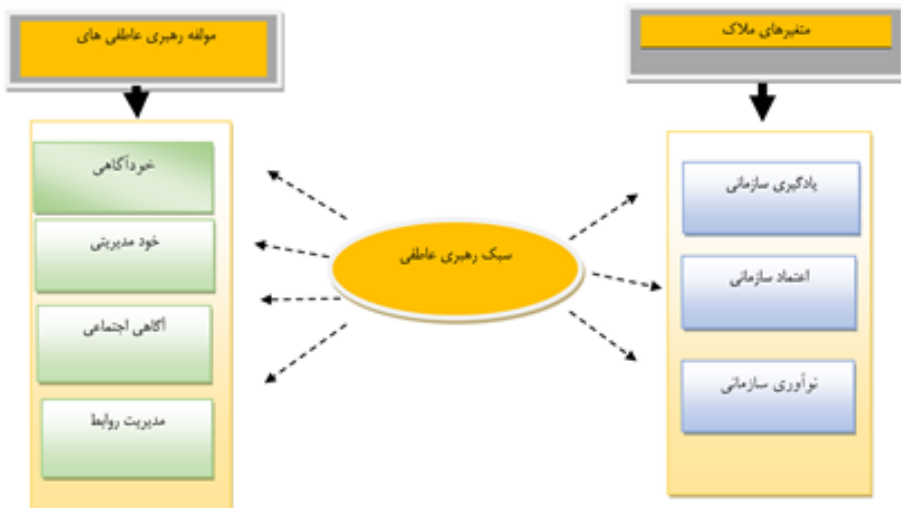 متغیرهای ملاک
مولفه رهبری عاطفی های
یادگیری سازمانی
اعتماد سازمانی
نوآوری سازمانی
سبک رهبری عاطفی
خودآگاهی
خود مدیریتی
آگاهی اجتماعی
مدیریت روابط